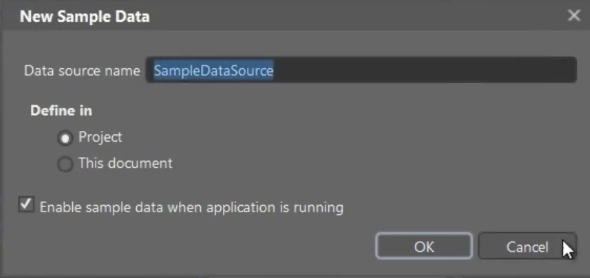 New Sample Data
Data source name SampleDataSource
Define in
Project
This document
Enable sample data when application is running
OK Cancel